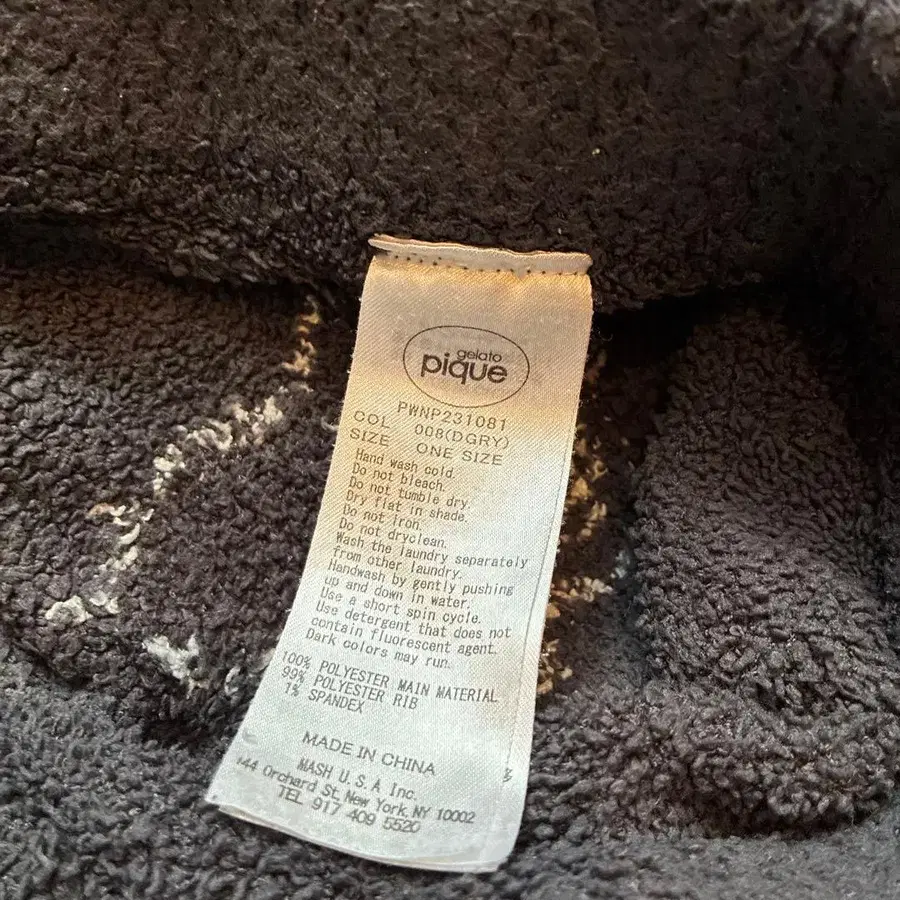 gelato
pique
PWNP231081
COL 008(DGRY)
SIZE ONE SIZE
Hand wash cold.
Do not bleach.
Do not tumble dry.
Dry flat in shade.
Do not iron.
Do not dryclean.
Wash the laundry separately
from other laundry.
Handwash by gently pushing
up and down in water.
Use a short spin cycle.
Use detergent that does not
contain fluorescent agent.
Dark colors may run.
100% POLYESTER MAIN MATERIAL
99% POLYESTER RIB
1% SPANDEX
MADE IN CHINA
MASH U.S.A Inc.
144 Orchard St, New York, NY 10002
TEL 917 409 5520